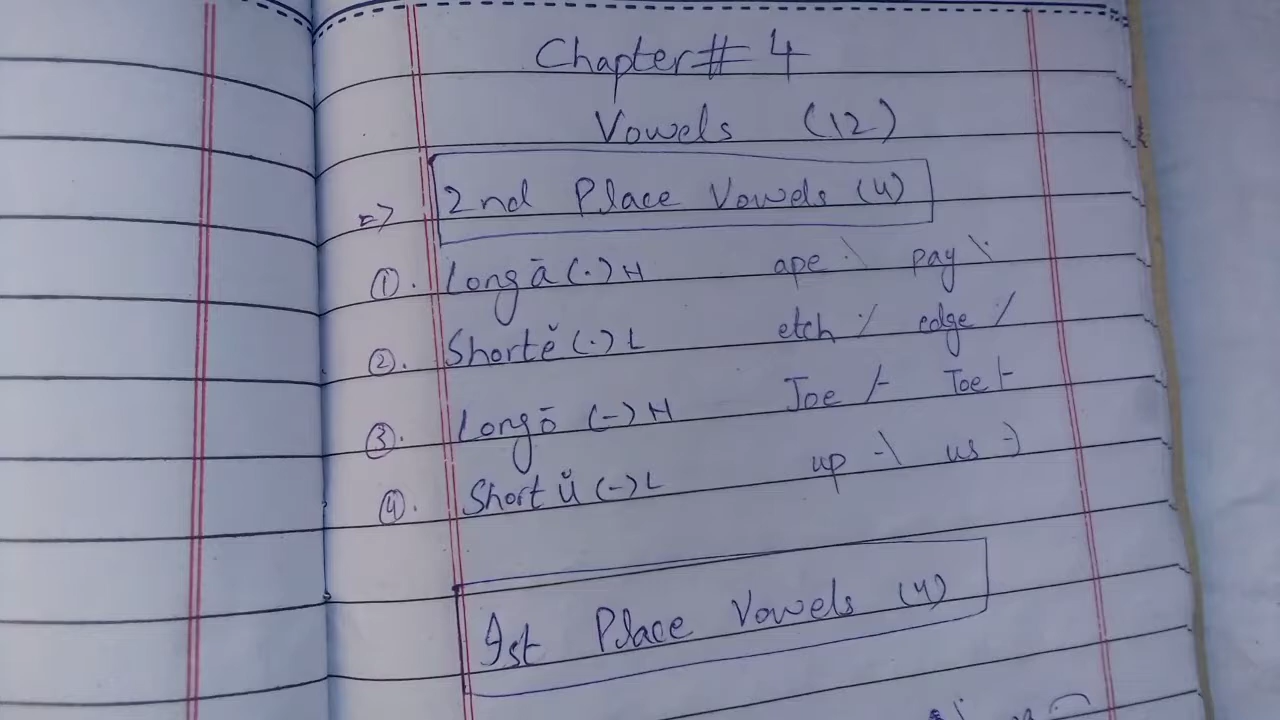 Chapter # 4
Vowels (12)
=> 2nd Place Vowels (4)
①. Long ā (.) H ape .\ pay \.
②. Short ĕ (.) L etch ./ edge /
③. Long ō (-) H Joe /- Toe |-
④. Short ŭ (-) L up -\ us -)
1st Place Vowels (4)